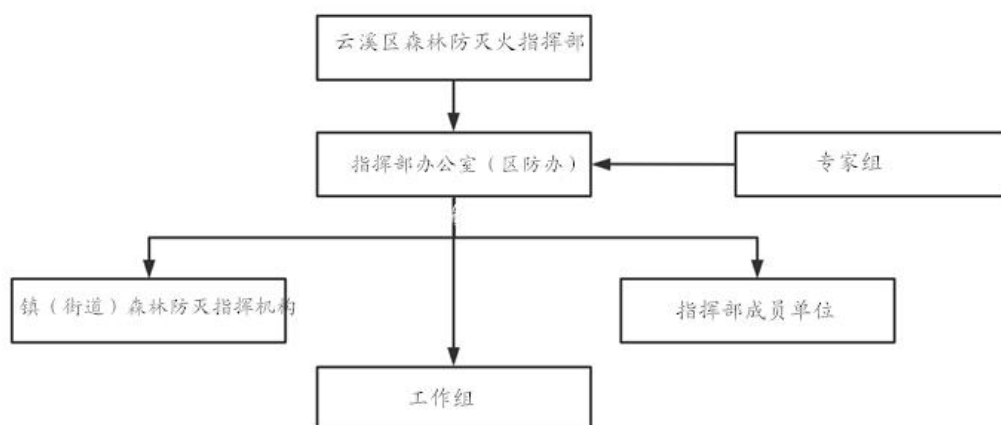 云溪区森林防灭火指挥部
指挥部办公室（区防办）
专家组
镇（街道）森林防灭指挥机构
指挥部成员单位
工作组